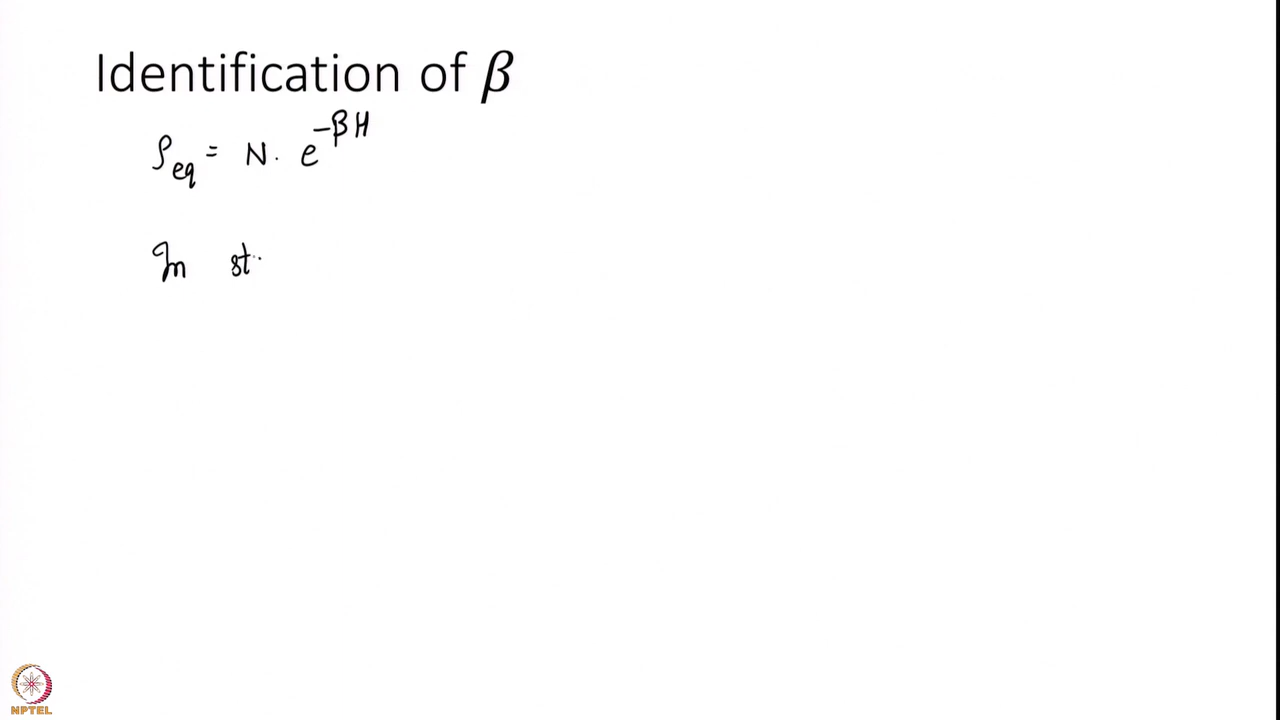 Identification of β
ρeq = N. e^{-βH}
In st
NPTEL